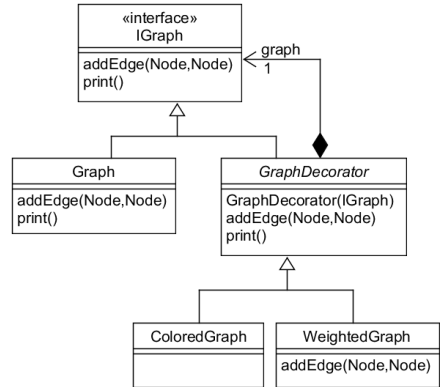 «interface»
IGraph
addEdge(Node,Node)
print()
graph
1
Graph
addEdge(Node,Node)
print()
GraphDecorator
GraphDecorator(IGraph)
addEdge(Node,Node)
print()
ColoredGraph
WeightedGraph
addEdge(Node,Node)